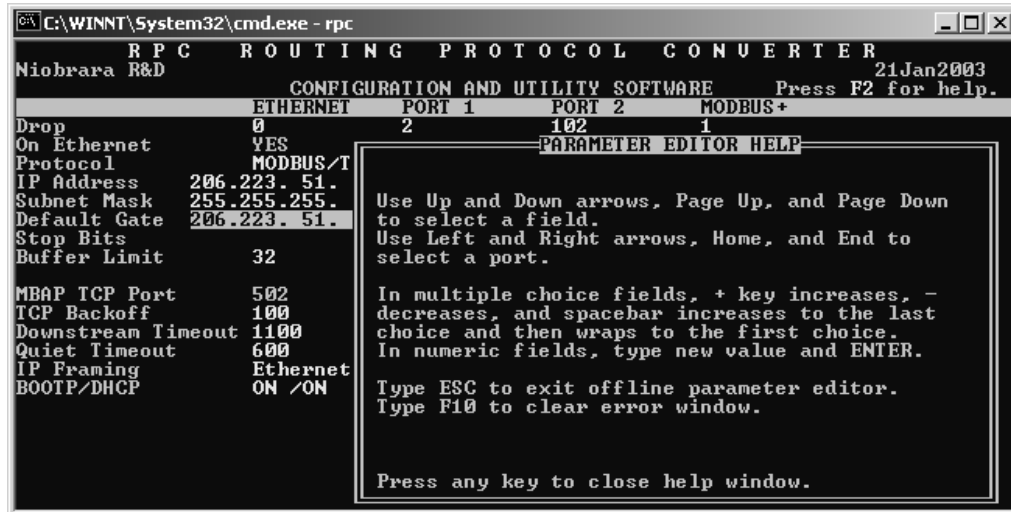 C:\WINNT\System32\cmd.exe - rpc
R P C   R O U T I N G   P R O T O C O L   C O N V E R T E R
Niobrara R&D   21Jan2003
CONFIGURATION AND UTILITY SOFTWARE   Press F2 for help.
ETHERNET   PORT 1   PORT 2   MODBUS+
Drop   0   2   102   1
On Ethernet   YES   PARAMETER EDITOR HELP
Protocol   MODBUS/T
IP Address   206.223. 51.
Subnet Mask   255.255.255.   Use Up and Down arrows, Page Up, and Page Down
Default Gate   206.223. 51.   to select a field.
Stop Bits   Use Left and Right arrows, Home, and End to
Buffer Limit   32   select a port.
MBAP TCP Port   502   In multiple choice fields, + key increases, -
TCP Backoff   100   decreases, and spacebar increases to the last
Downstream Timeout 1100   choice and then wraps to the first choice.
Quiet Timeout   600   In numeric fields, type new value and ENTER.
IP Framing   Ethernet
BOOTP/DHCP   ON /ON   Type ESC to exit offline parameter editor.
Type F10 to clear error window.
Press any key to close help window.